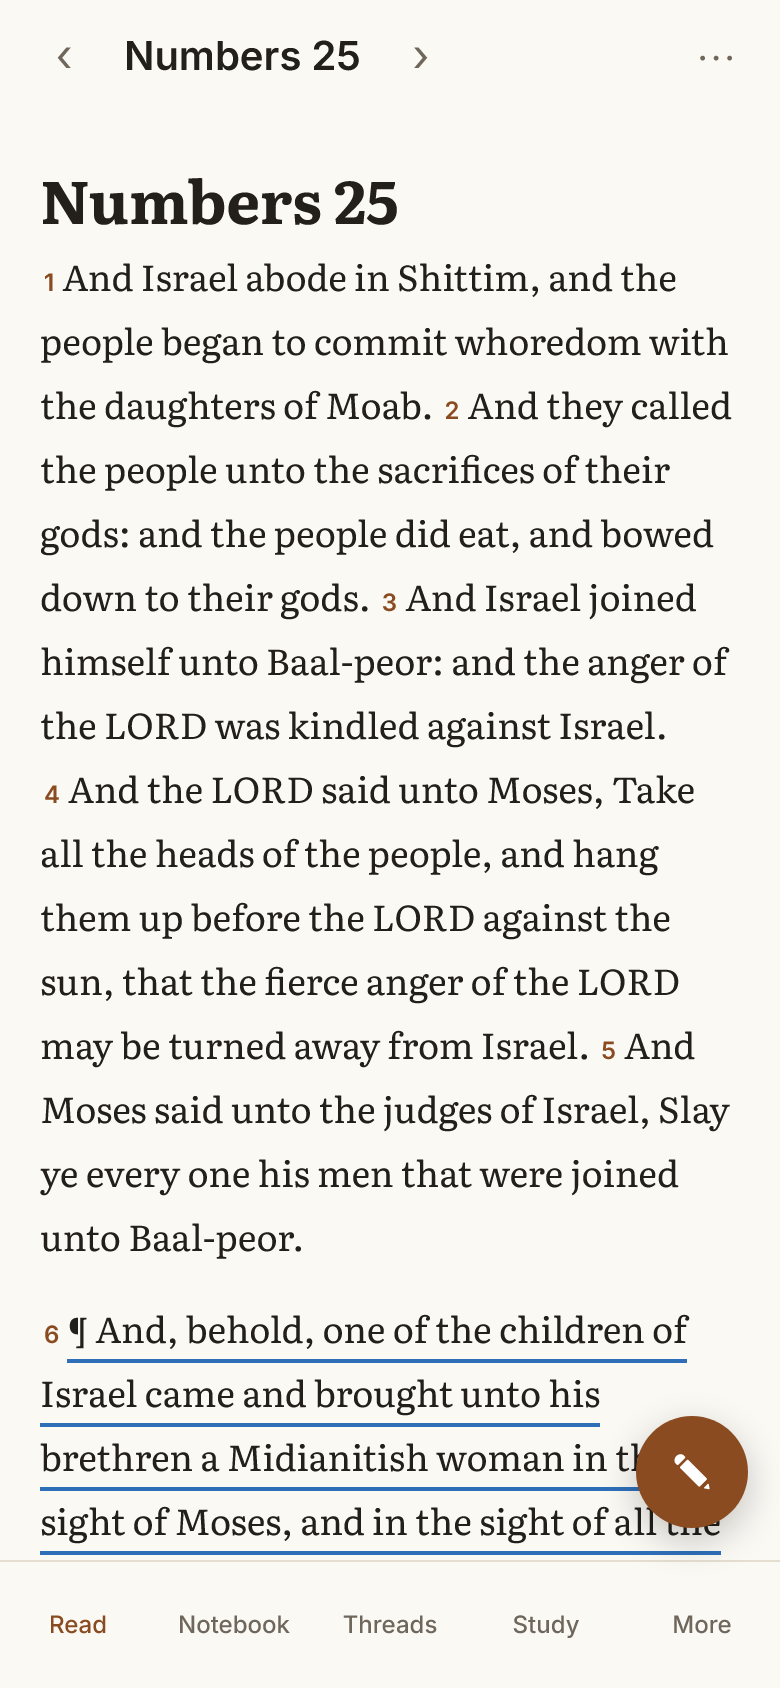 Numbers 25
Numbers 25
1 And Israel abode in Shittim, and the
people began to commit whoredom with
the daughters of Moab. 2 And they called
the people unto the sacrifices of their
gods: and the people did eat, and bowed
down to their gods. 3 And Israel joined
himself unto Baal-peor: and the anger of
the LORD was kindled against Israel.
4 And the LORD said unto Moses, Take
all the heads of the people, and hang
them up before the LORD against the
sun, that the fierce anger of the LORD
may be turned away from Israel. 5 And
Moses said unto the judges of Israel, Slay
ye every one his men that were joined
unto Baal-peor.
6 ¶ And, behold, one of the children of
Israel came and brought unto his
brethren a Midianitish woman in
sight of Moses, and in the sight of all the
Read Notebook Threads Study More